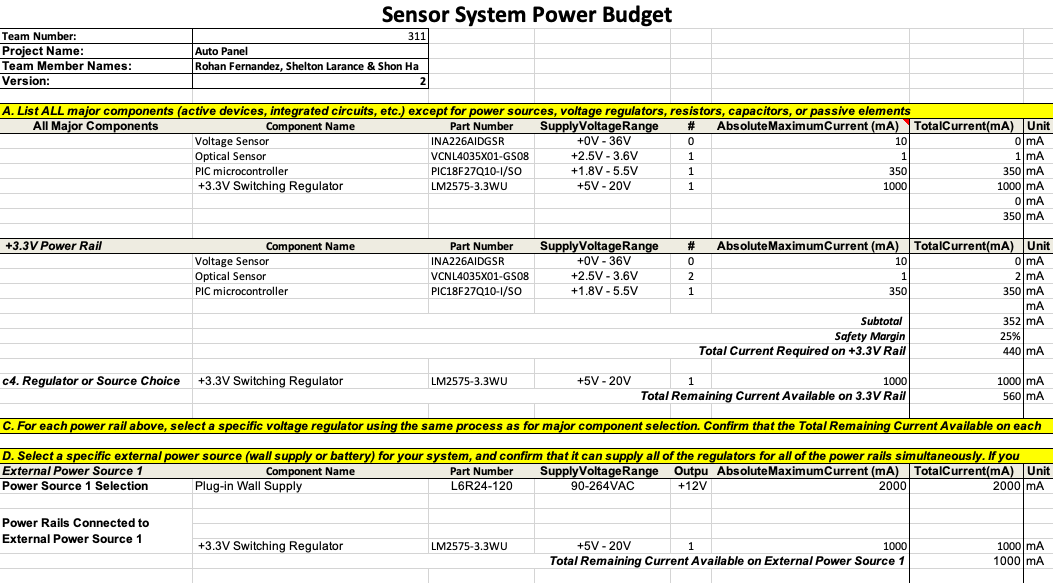 Sensor System Power Budget
Team Number: 311
Project Name: Auto Panel
Team Member Names: Rohan Fernandez, Shelton Larance & Shon Ha
Version: 2
A. List ALL major components (active devices, integrated circuits, etc.) except for power sources, voltage regulators, resistors, capacitors, or passive elements
All Major Components Component Name Part Number SupplyVoltageRange # AbsoluteMaximumCurrent (mA) TotalCurrent(mA) Unit
Voltage Sensor INA226AIDGSR +0V - 36V 0 10 0 mA
Optical Sensor VCNL4035X01-GS08 +2.5V - 3.6V 1 1 1 mA
PIC microcontroller PIC18F27Q10-I/SO +1.8V - 5.5V 1 350 350 mA
+3.3V Switching Regulator LM2575-3.3WU +5V - 20V 1 1000 1000 mA
0 mA
350 mA
+3.3V Power Rail Component Name Part Number SupplyVoltageRange # AbsoluteMaximumCurrent (mA) TotalCurrent(mA) Unit
Voltage Sensor INA226AIDGSR +0V - 36V 0 10 0 mA
Optical Sensor VCNL4035X01-GS08 +2.5V - 3.6V 2 1 2 mA
PIC microcontroller PIC18F27Q10-I/SO +1.8V - 5.5V 1 350 350 mA
mA
Subtotal 352 mA
Safety Margin 25%
Total Current Required on +3.3V Rail 440 mA
c4. Regulator or Source Choice +3.3V Switching Regulator LM2575-3.3WU +5V - 20V 1 1000 1000 mA
Total Remaining Current Available on 3.3V Rail 560 mA
C. For each power rail above, select a specific voltage regulator using the same process as for major component selection. Confirm that the Total Remaining Current Available on each
D. Select a specific external power source (wall supply or battery) for your system, and confirm that it can supply all of the regulators for all of the power rails simultaneously. If you
External Power Source 1 Component Name Part Number SupplyVoltageRange Outpu AbsoluteMaximumCurrent (mA) TotalCurrent(mA) Unit
Power Source 1 Selection Plug-in Wall Supply L6R24-120 90-264VAC +12V 2000 2000 mA
Power Rails Connected to
External Power Source 1
+3.3V Switching Regulator LM2575-3.3WU +5V - 20V 1 1000 1000 mA
Total Remaining Current Available on External Power Source 1 1000 mA